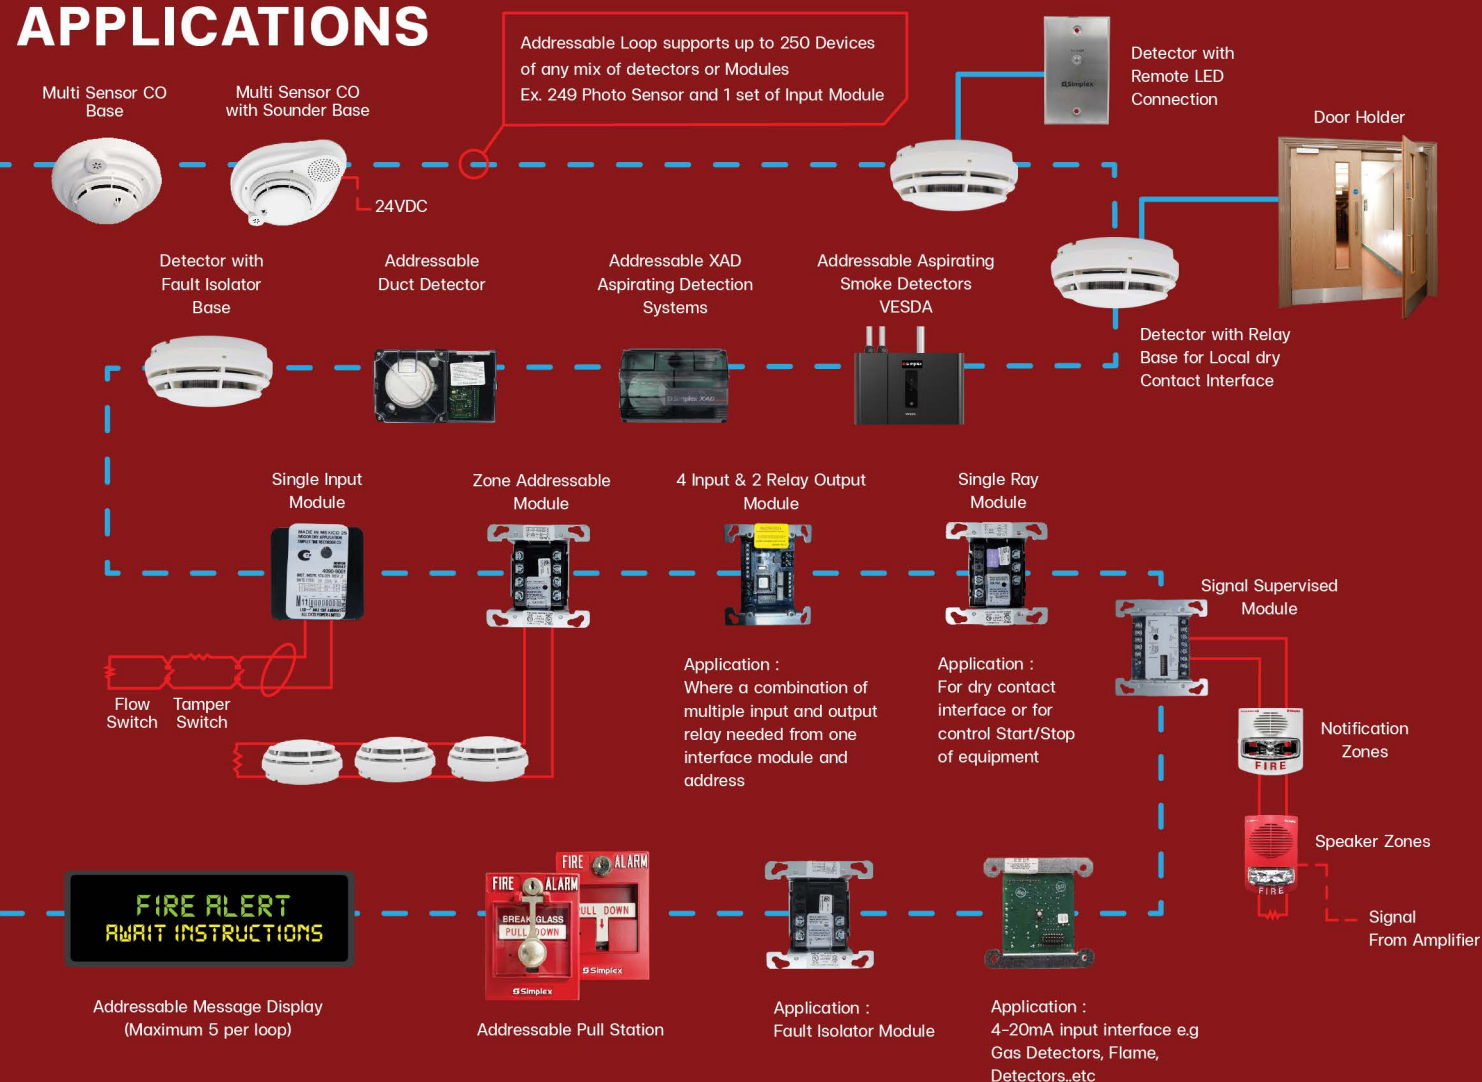 APPLICATIONS
Addressable Loop supports up to 250 Devices
of any mix of detectors or Modules
Ex. 249 Photo Sensor and 1 set of Input Module
Multi Sensor CO
Base
Multi Sensor CO
with Sounder Base
24VDC
Simplex
Detector with
Remote LED
Connection
Door Holder
Detector with
Fault Isolator
Base
Addressable
Duct Detector
Addressable XAD
Aspirating Detection
Systems
Simplex XAD
Addressable Aspirating
Smoke Detectors
VESDA
Detector with Relay
Base for Local dry
Contact Interface
Single Input
Module
MADE IN MEXICO
4090-9001
Zone Addressable
Module
4 Input & 2 Relay Output
Module
Single Ray
Module
Signal Supervised
Module
Flow
Switch
Tamper
Switch
Application :
Where a combination of
multiple input and output
relay needed from one
interface module and
address
Application :
For dry contact
interface or for
control Start/Stop
of equipment
FIRE
Notification
Zones
FIRE
Speaker Zones
Signal
From Amplifier
FIRE ALERT
AWAIT INSTRUCTIONS
Addressable Message Display
(Maximum 5 per loop)
FIRE ALARM
PULL DOWN
Simplex
FIRE ALARM
BREAK GLASS
PULL DOWN
Simplex
Addressable Pull Station
Application :
Fault Isolator Module
Application :
4-20mA input interface e.g
Gas Detectors, Flame,
Detectors..etc